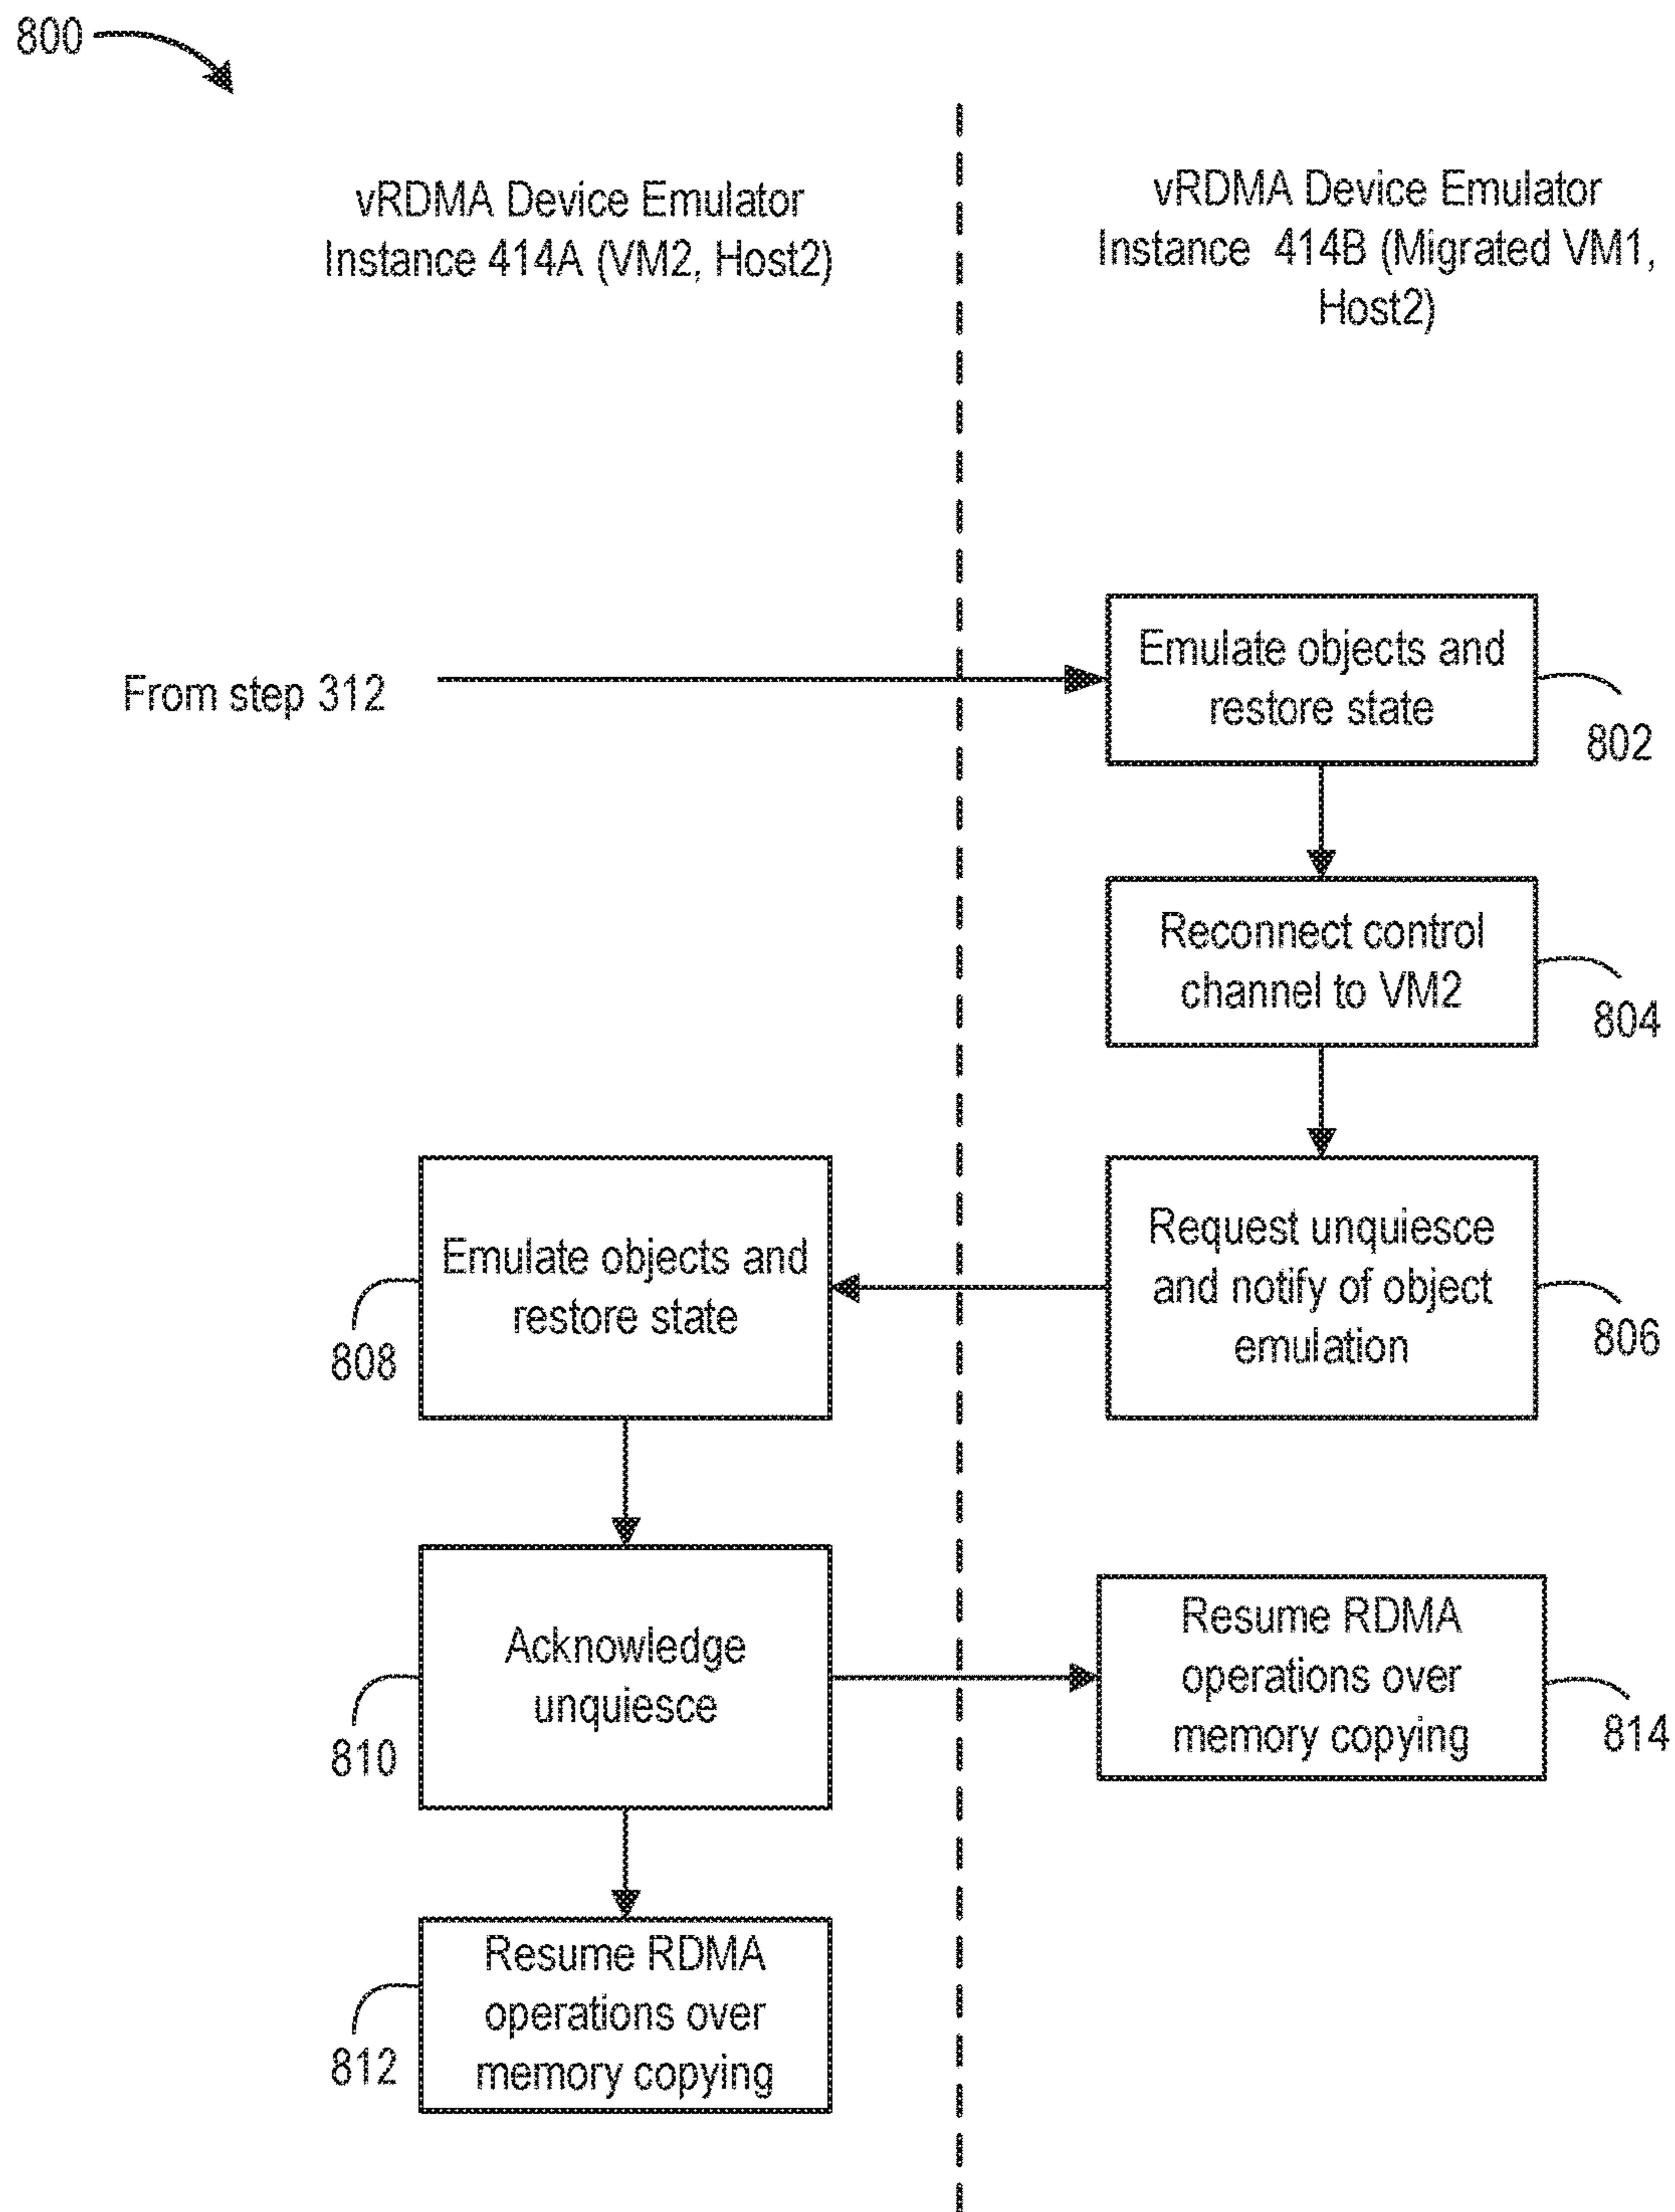 800
vRDMA Device Emulator
Instance 414A (VM2, Host2)
vRDMA Device Emulator
Instance 414B (Migrated VM1,
Host2)
From step 312
Emulate objects and
restore state
802
Reconnect control
channel to VM2
804
Request unquiesce
and notify of object
emulation
806
Emulate objects and
restore state
808
Acknowledge
unquiesce
810
Resume RDMA
operations over
memory copying
814
Resume RDMA
operations over
memory copying
812